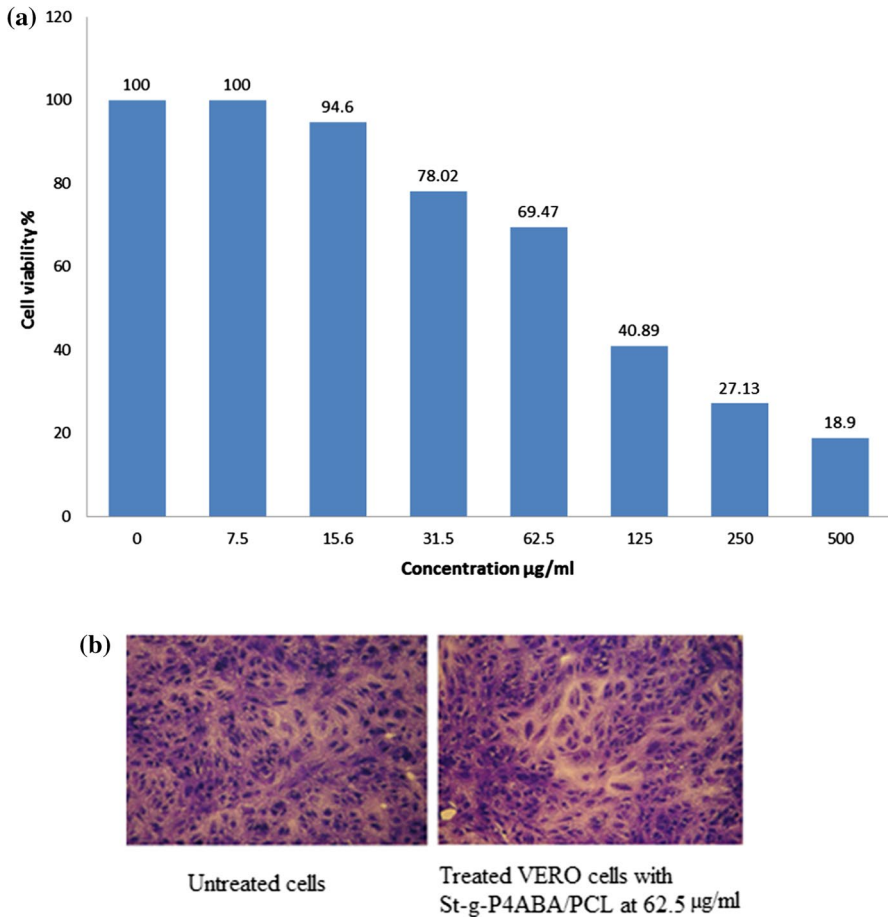 (a)
120
100
80
60
40
20
0
Cell viability %
100
100
94.6
78.02
69.47
40.89
27.13
18.9
0 7.5 15.6 31.5 62.5 125 250 500
Concentration µg/ml
(b)
Untreated cells
Treated VERO cells with
St-g-P4ABA/PCL at 62.5 µg/ml